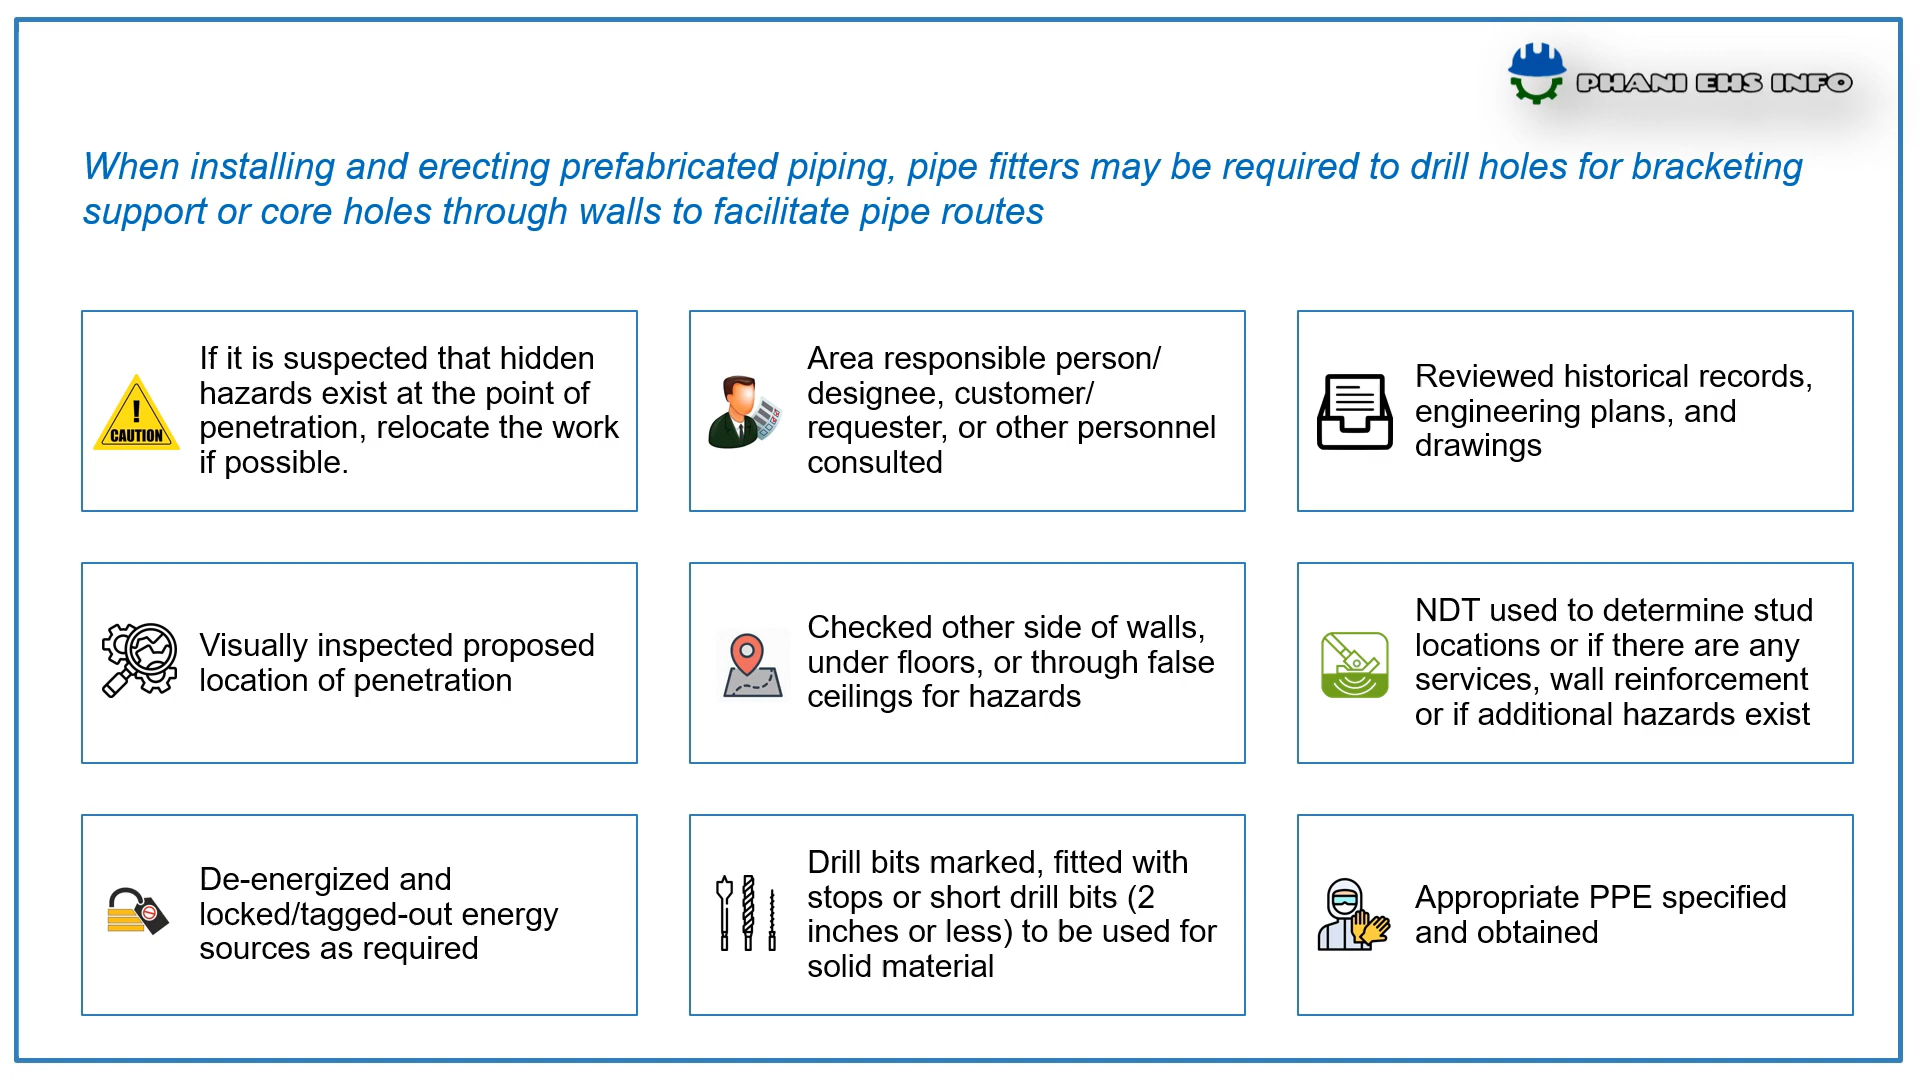 PHANI EHS INFO
When installing and erecting prefabricated piping, pipe fitters may be required to drill holes for bracketing
support or core holes through walls to facilitate pipe routes
!
CAUTION
If it is suspected that hidden
hazards exist at the point of
penetration, relocate the work
if possible.
Area responsible person/
designee, customer/
requester, or other personnel
consulted
Reviewed historical records,
engineering plans, and
drawings
Visually inspected proposed
location of penetration
Checked other side of walls,
under floors, or through false
ceilings for hazards
NDT used to determine stud
locations or if there are any
services, wall reinforcement
or if additional hazards exist
De-energized and
locked/tagged-out energy
sources as required
Drill bits marked, fitted with
stops or short drill bits (2
inches or less) to be used for
solid material
Appropriate PPE specified
and obtained